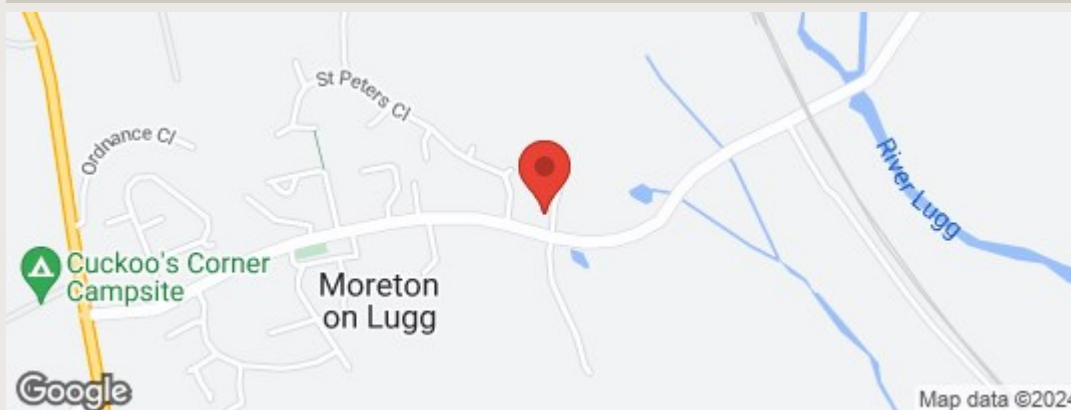 St Peters Cl
Ordnance Cl
River Lugg
Cuckoo's Corner
Campsite
Moreton
on Lugg
Google
Map data ©2024